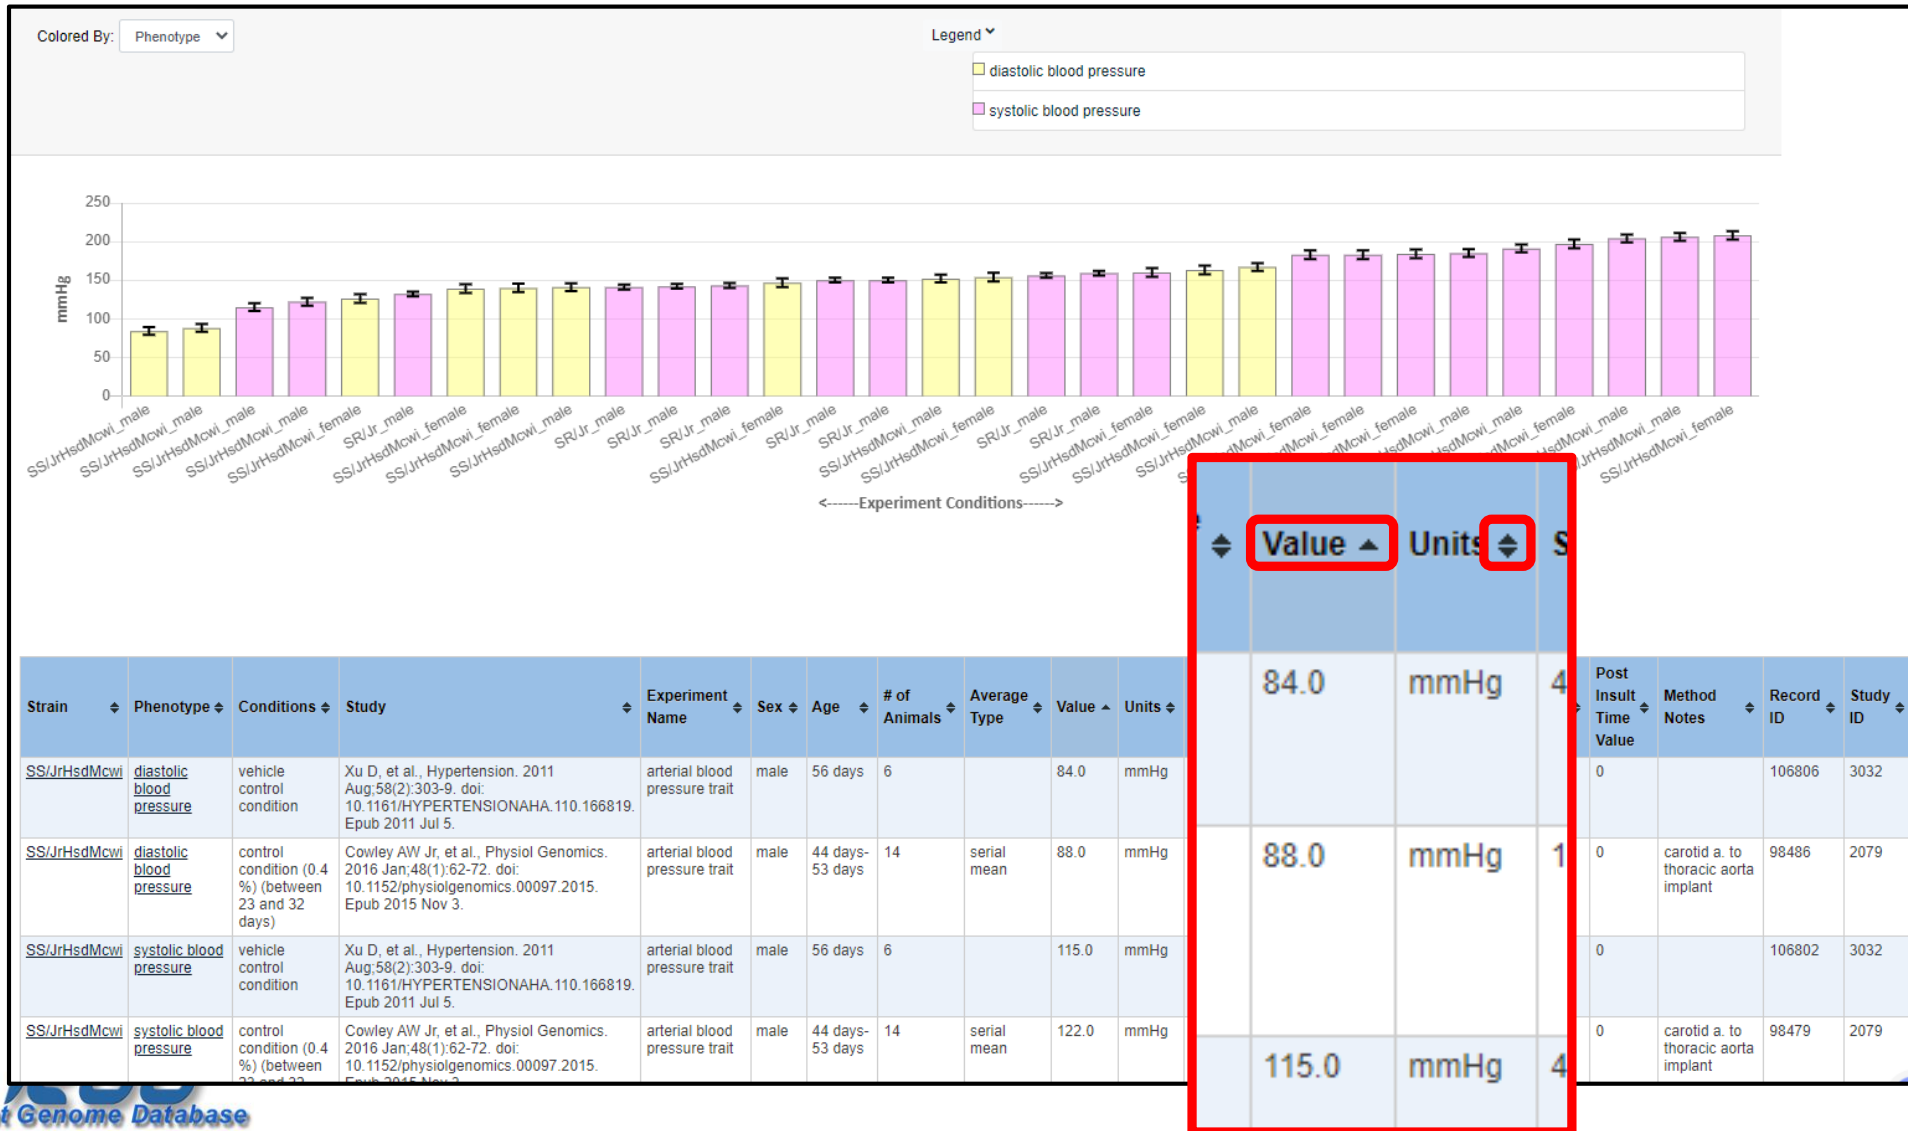 Colored By: Phenotype
Legend
diastolic blood pressure
systolic blood pressure
250
200
150
100
50
0
mmHg
SS/JrHsdMcwi_male
SS/JrHsdMcwi_male
SS/JrHsdMcwi_male
SS/JrHsdMcwi_male
SS/JrHsdMcwi_female
SR/Jr_male
SS/JrHsdMcwi_female
SS/JrHsdMcwi_female
SS/JrHsdMcwi_male
SR/Jr_male
SR/Jr_male
SR/Jr_male
SS/JrHsdMcwi_female
SR/Jr_male
SR/Jr_male
SS/JrHsdMcwi_male
SS/JrHsdMcwi_female
SR/Jr_male
SR/Jr_male
SS/JrHsdMcwi_female
SS/JrHsdMcwi_female
SS/JrHsdMcwi_male
SS/JrHsdMcwi_female
<------Experiment Conditions------>
Value Units
84.0 mmHg 4
88.0 mmHg 1
115.0 mmHg 4
Strain Phenotype Conditions Study Experiment Name Sex Age # of Animals Average Type Value Units Post Insult Time Value Method Notes Record ID Study ID
SS/JrHsdMcwi diastolic vehicle Xu D, et al., Hypertension. 2011 arterial blood male 56 days 6 84.0 mmHg 0 106806 3032
blood control Aug;58(2):303-9. doi: pressure trait
pressure condition 10.1161/HYPERTENSIONAHA.110.166819.
Epub 2011 Jul 5.
SS/JrHsdMcwi diastolic control Cowley AW Jr, et al., Physiol Genomics. arterial blood male 44 days- 14 serial 88.0 mmHg 0 carotid a. to 98486 2079
blood condition (0.4 2016 Jan;48(1):62-72. doi: pressure trait 53 days mean thoracic aorta
pressure %) (between 10.1152/physiolgenomics.00097.2015. implant
23 and 32 Epub 2015 Nov 3.
days)
SS/JrHsdMcwi systolic blood vehicle Xu D, et al., Hypertension. 2011 arterial blood male 56 days 6 115.0 mmHg 0 106802 3032
pressure control Aug;58(2):303-9. doi: pressure trait
condition 10.1161/HYPERTENSIONAHA.110.166819.
Epub 2011 Jul 5.
SS/JrHsdMcwi systolic blood control Cowley AW Jr, et al., Physiol Genomics. arterial blood male 44 days- 14 serial 122.0 mmHg 0 carotid a. to 98479 2079
pressure condition (0.4 2016 Jan;48(1):62-72. doi: pressure trait 53 days mean thoracic aorta
%) (between 10.1152/physiolgenomics.00097.2015. implant
Genome Database